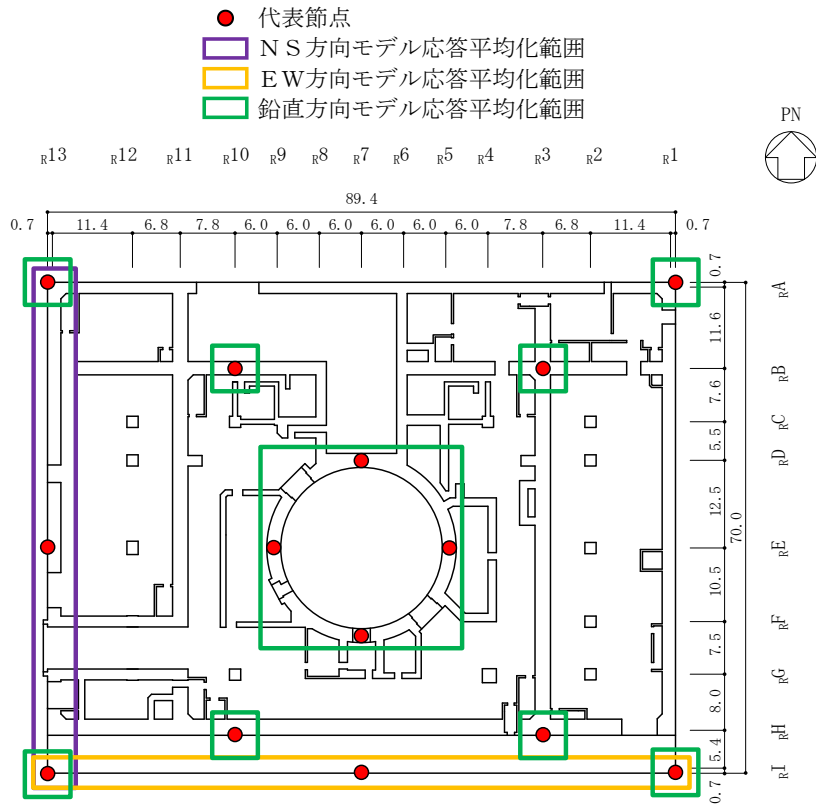 代表節点
ＮＳ方向モデル応答平均化範囲
ＥＷ方向モデル応答平均化範囲
鉛直方向モデル応答平均化範囲
PN
R13 R12 R11 R10 R9 R8 R7 R6 R5 R4 R3 R2 R1
89.4
0.7 11.4 6.8 7.8 6.0 6.0 6.0 6.0 6.0 6.0 7.8 6.8 11.4 0.7
0.7
11.6
7.6
5.5
12.5
10.5
7.5
8.0
5.4
0.7
70.0
RA
RB
RC
RD
RE
RF
RG
RH
RI